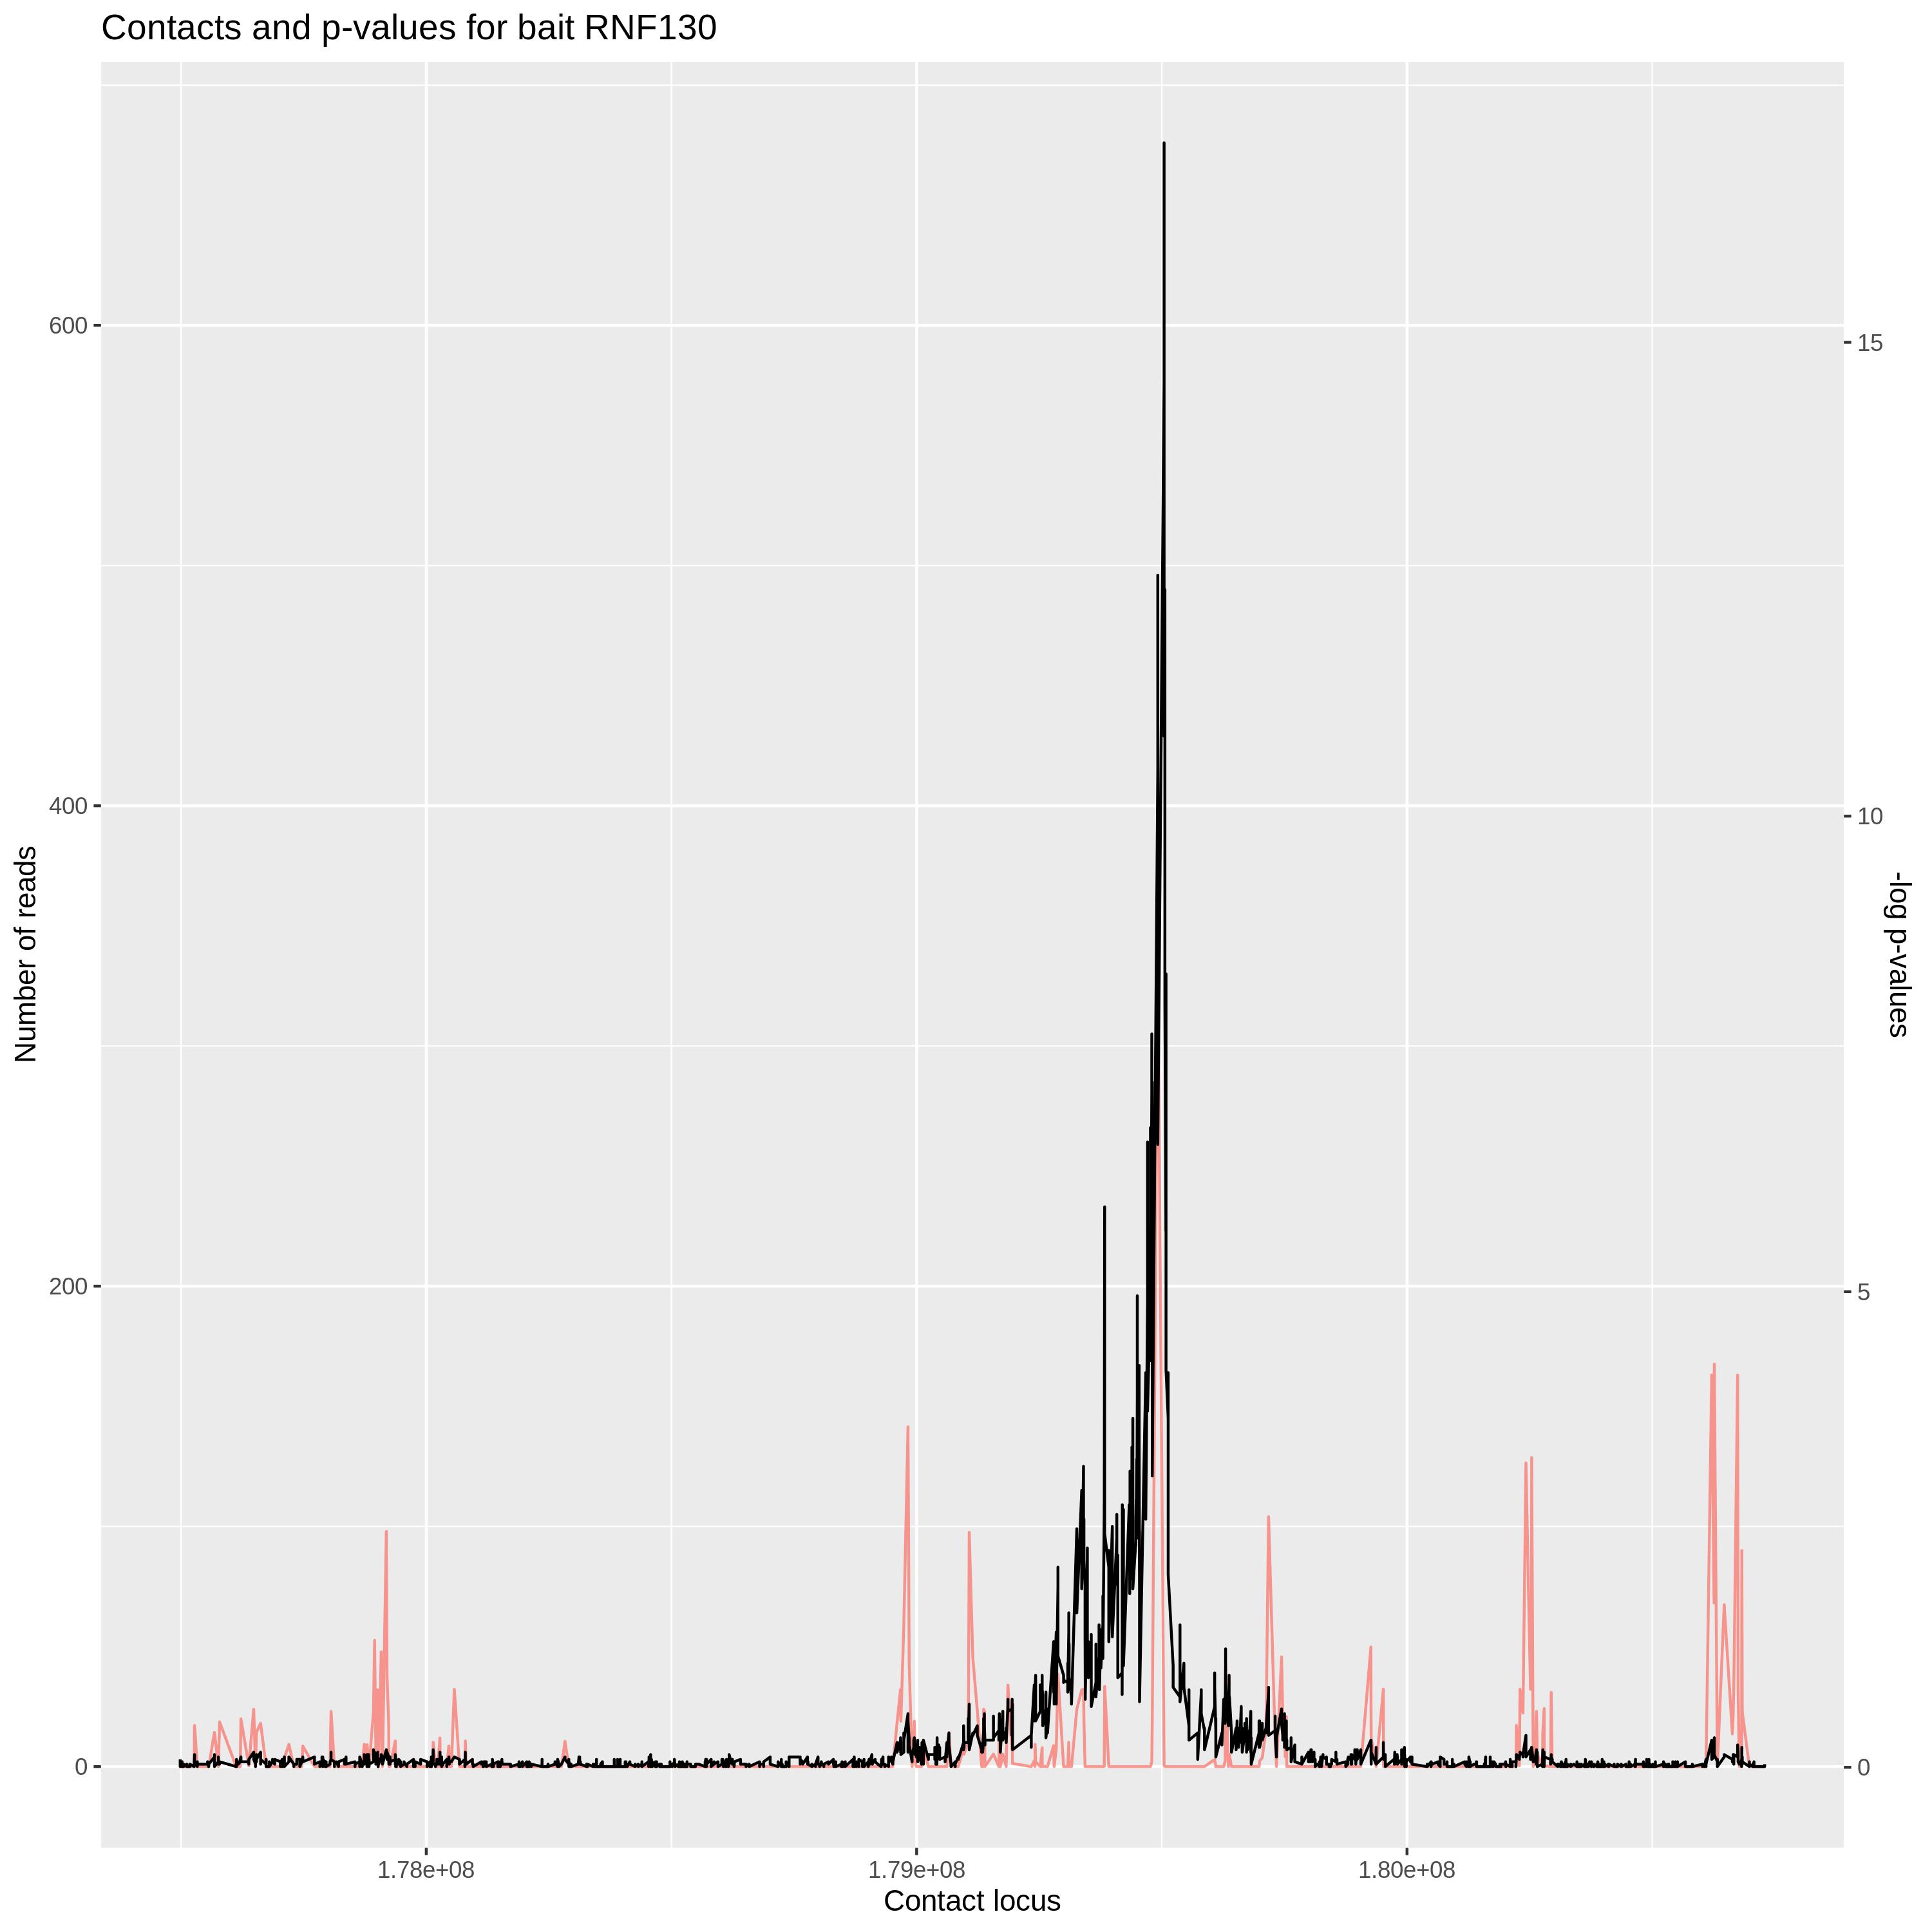 Contacts and p-values for bait RNF130
600
400
200
0
Number of reads
15
10
5
0
-log p-values
1.78e+08
1.79e+08
1.80e+08
Contact locus